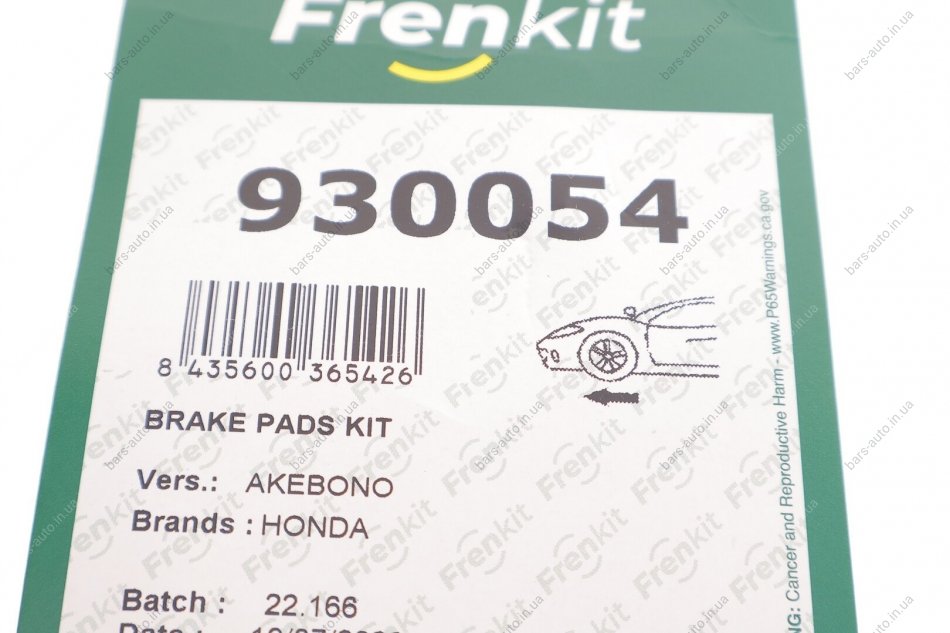 Frenkit
930054
8 435600 365426
BRAKE PADS KIT
Vers.: AKEBONO
Brands : HONDA
Batch : 22.166
Cancer and Reproductive Harm - www.P65Warnings.ca.gov
bars-auto.in.ua